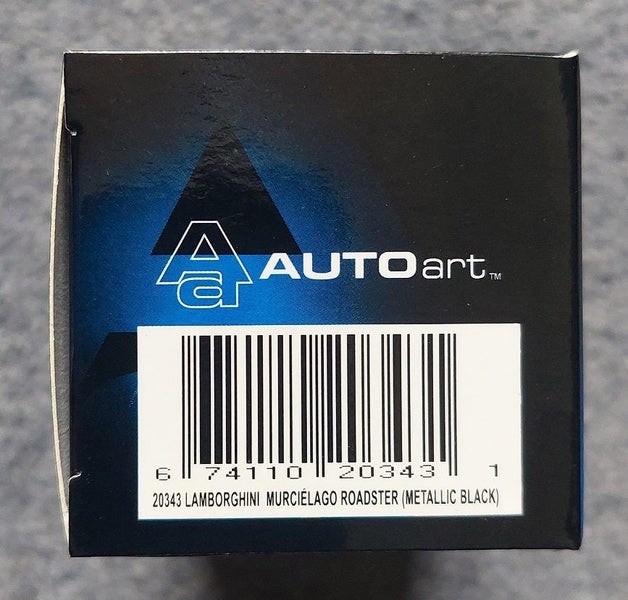 Aa AUTOart™
6 74110 20343 1
20343 LAMBORGHINI MURCIÉLAGO ROADSTER (METALLIC BLACK)